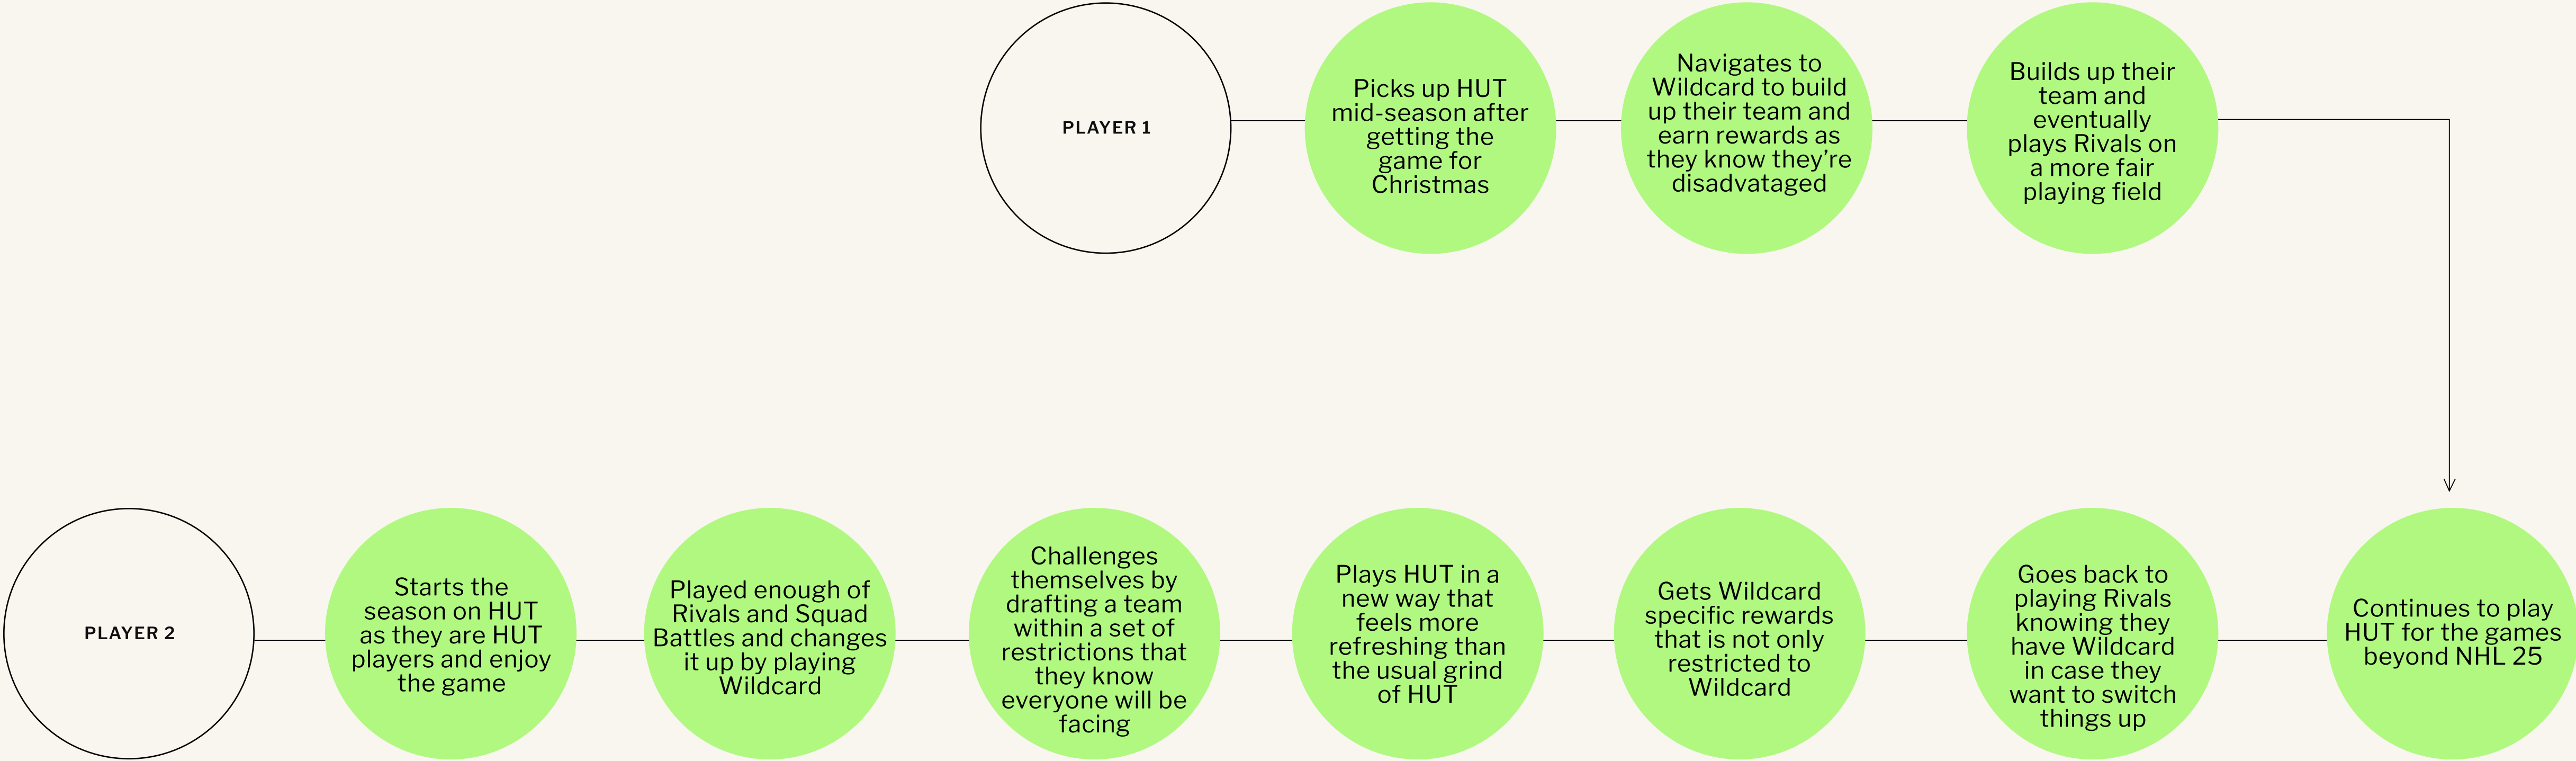 PLAYER 1
Picks up HUT
mid-season after
getting the
game for
Christmas
Navigates to
Wildcard to build
up their team and
earn rewards as
they know they’re
disadvataged
Builds up their
team and
eventually
plays Rivals on
a more fair
playing field
PLAYER 2
Starts the
season on HUT
as they are HUT
players and enjoy
the game
Played enough of
Rivals and Squad
Battles and changes
it up by playing
Wildcard
Challenges
themselves by
drafting a team
within a set of
restrictions that
they know
everyone will be
facing
Plays HUT in a
new way that
feels more
refreshing than
the usual grind
of HUT
Gets Wildcard
specific rewards
that is not only
restricted to
Wildcard
Goes back to
playing Rivals
knowing they
have Wildcard
in case they
want to switch
things up
Continues to play
HUT for the games
beyond NHL 25